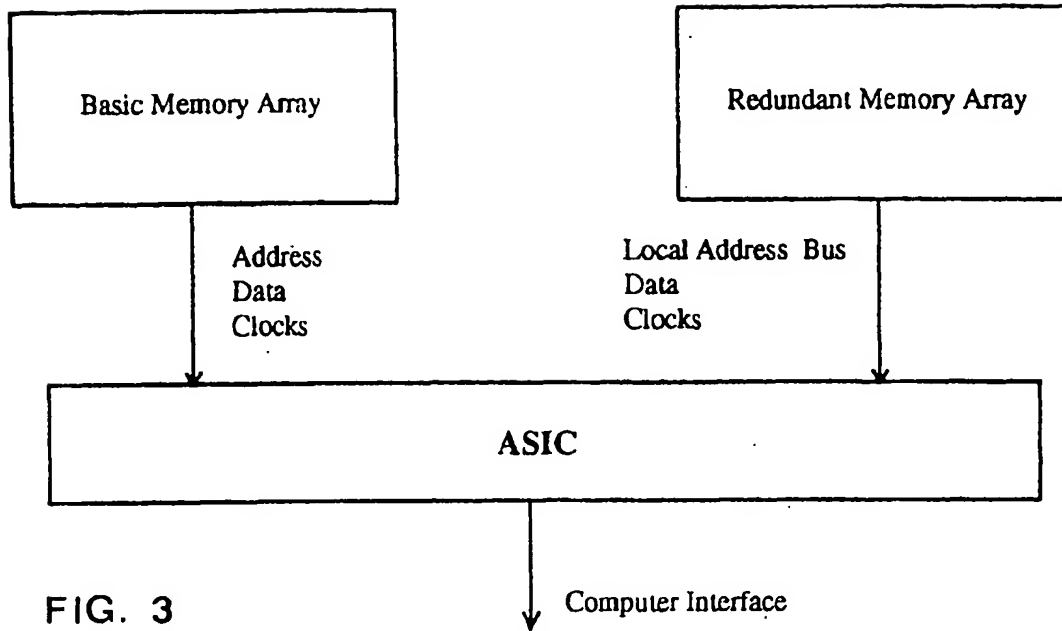 Basic Memory Array
Redundant Memory Array
Address
Data
Clocks
Local Address Bus
Data
Clocks
ASIC
Computer Interface
FIG. 3